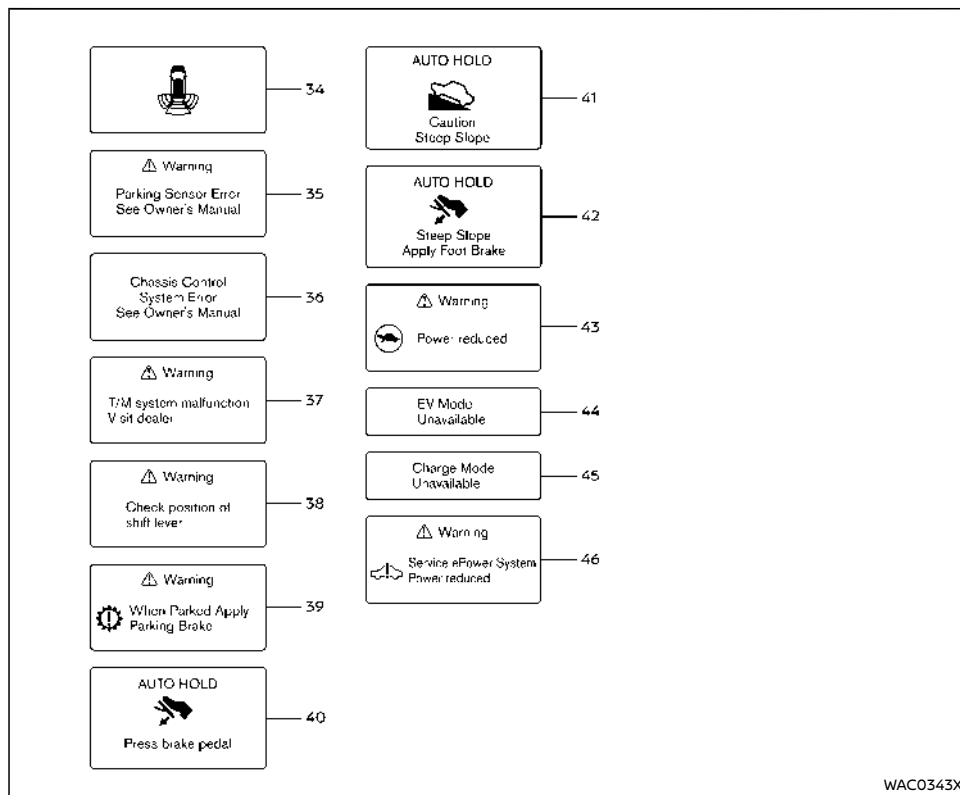 34
Warning
Parking Sensor Error
See Owner's Manual
35
Chassis Control
System Error
See Owner's Manual
36
Warning
T/M system malfunction
Visit dealer
37
Warning
Check position of
shift lever
38
Warning
When Parked Apply
Parking Brake
39
AUTO HOLD
Press brake pedal
40
AUTO HOLD
Caution
Steep Slope
41
AUTO HOLD
Steep Slope
Apply Foot Brake
42
Warning
Power reduced
43
EV Mode
Unavailable
44
Charge Mode
Unavailable
45
Warning
Service ePower System
Power reduced
46
WAC0343X